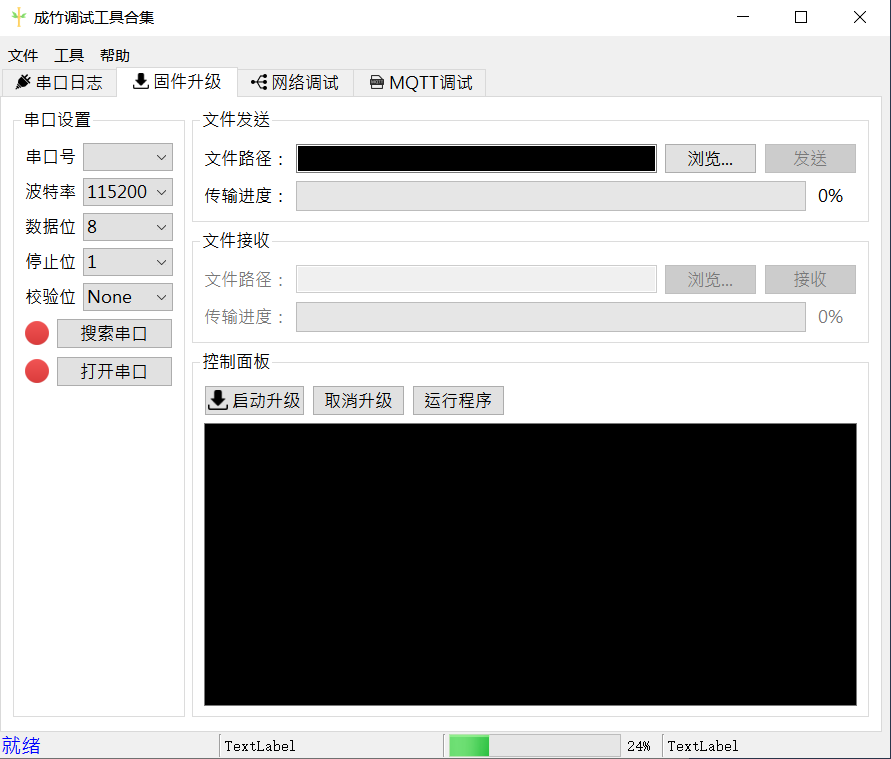 成竹调试工具合集
文件 工具 帮助
串口日志 固件升级 网络调试 MQTT调试
串口设置
串口号
波特率 115200
数据位 8
停止位 1
校验位 None
搜索串口
打开串口
文件发送
文件路径： 浏览... 发送
传输进度： 0%
文件接收
文件路径： 浏览... 接收
传输进度： 0%
控制面板
启动升级 取消升级 运行程序
就绪 TextLabel 24% TextLabel